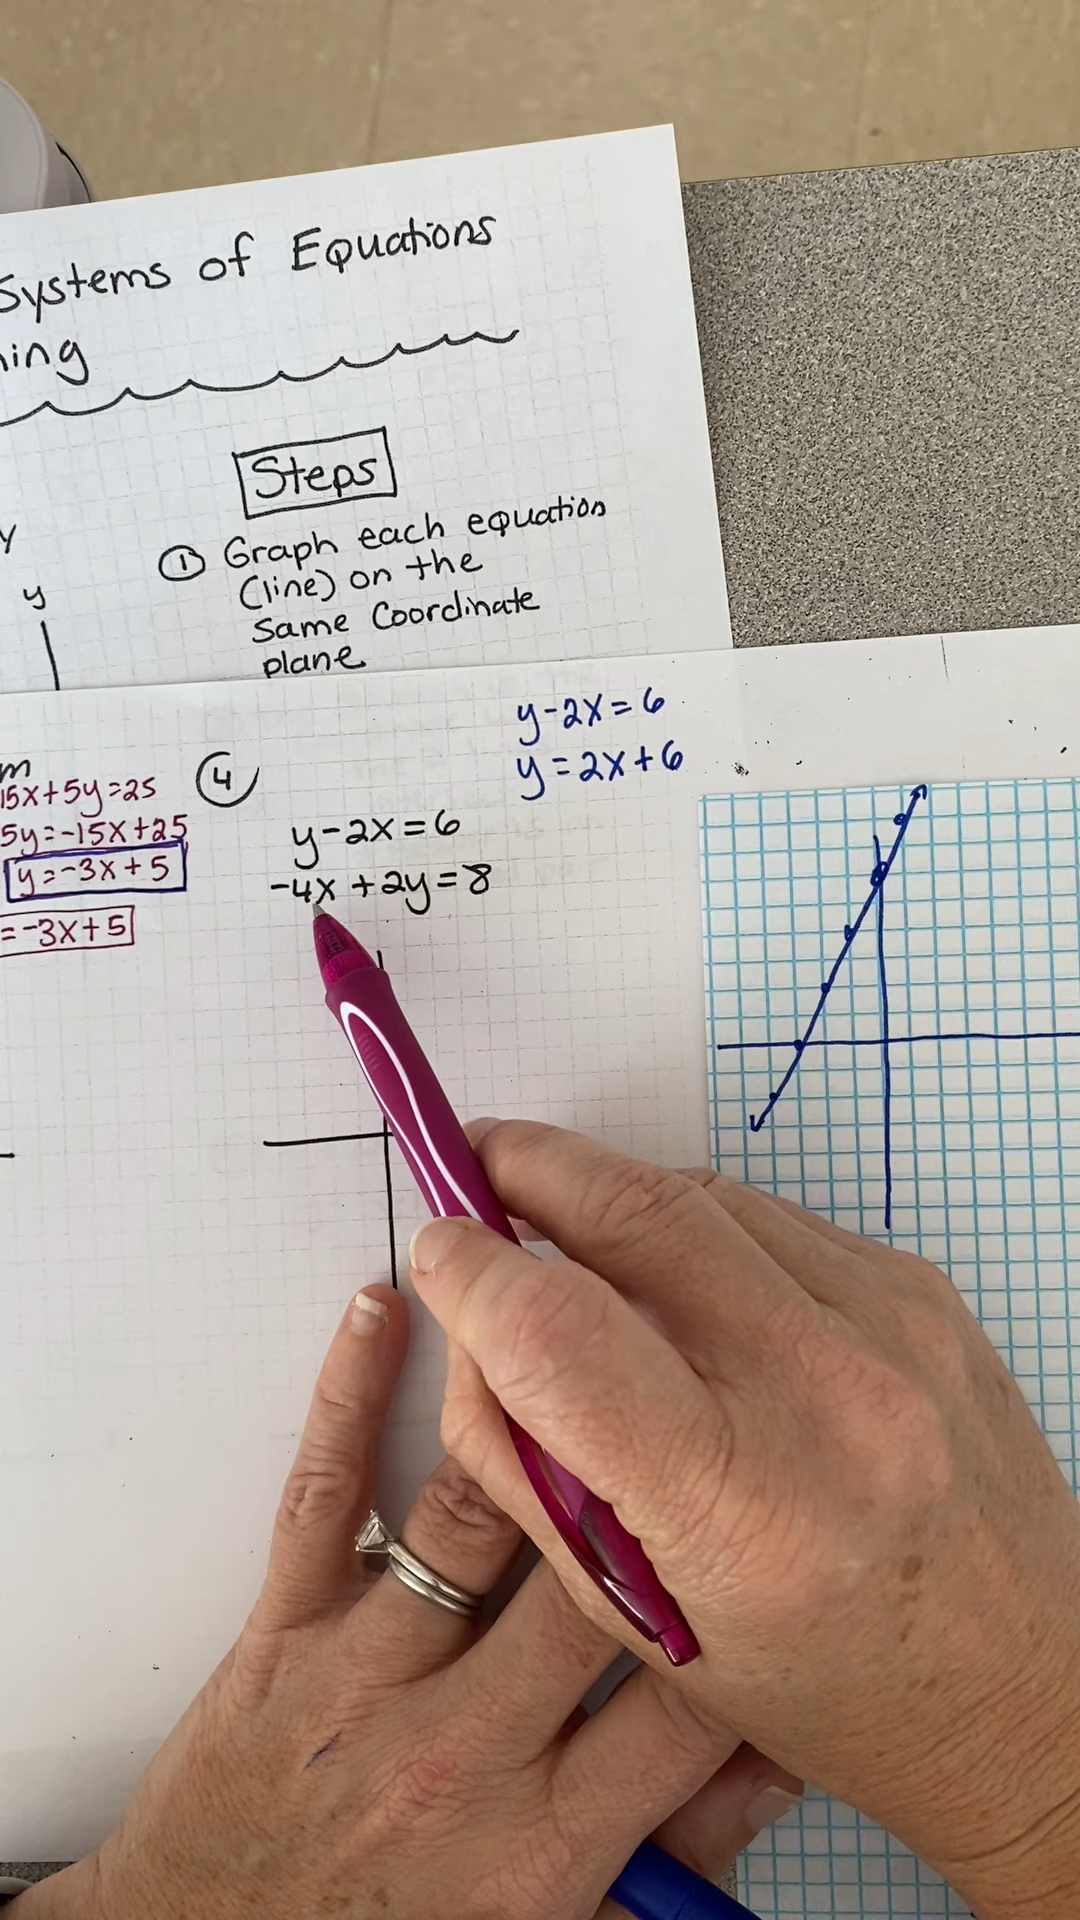 Systems of Equations
ning
Steps
y
y
① Graph each equation
(line) on the
Same Coordinate
plane
m
15x+5y=25
5y=-15x+25
y=-3x+5
=-3x+5
④
y-2x=6
-4x+2y=8
y-2x=6
y=2x+6